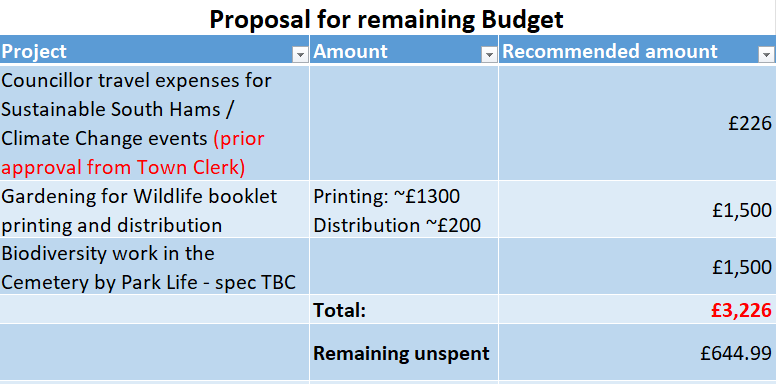 Proposal for remaining Budget
Project Amount Recommended amount
Councillor travel expenses for
Sustainable South Hams /
Climate Change events (prior
approval from Town Clerk)
£226
Gardening for Wildlife booklet
printing and distribution
Printing: ~£1300
Distribution ~£200
£1,500
Biodiversity work in the
Cemetery by Park Life - spec TBC
£1,500
Total: £3,226
Remaining unspent £644.99